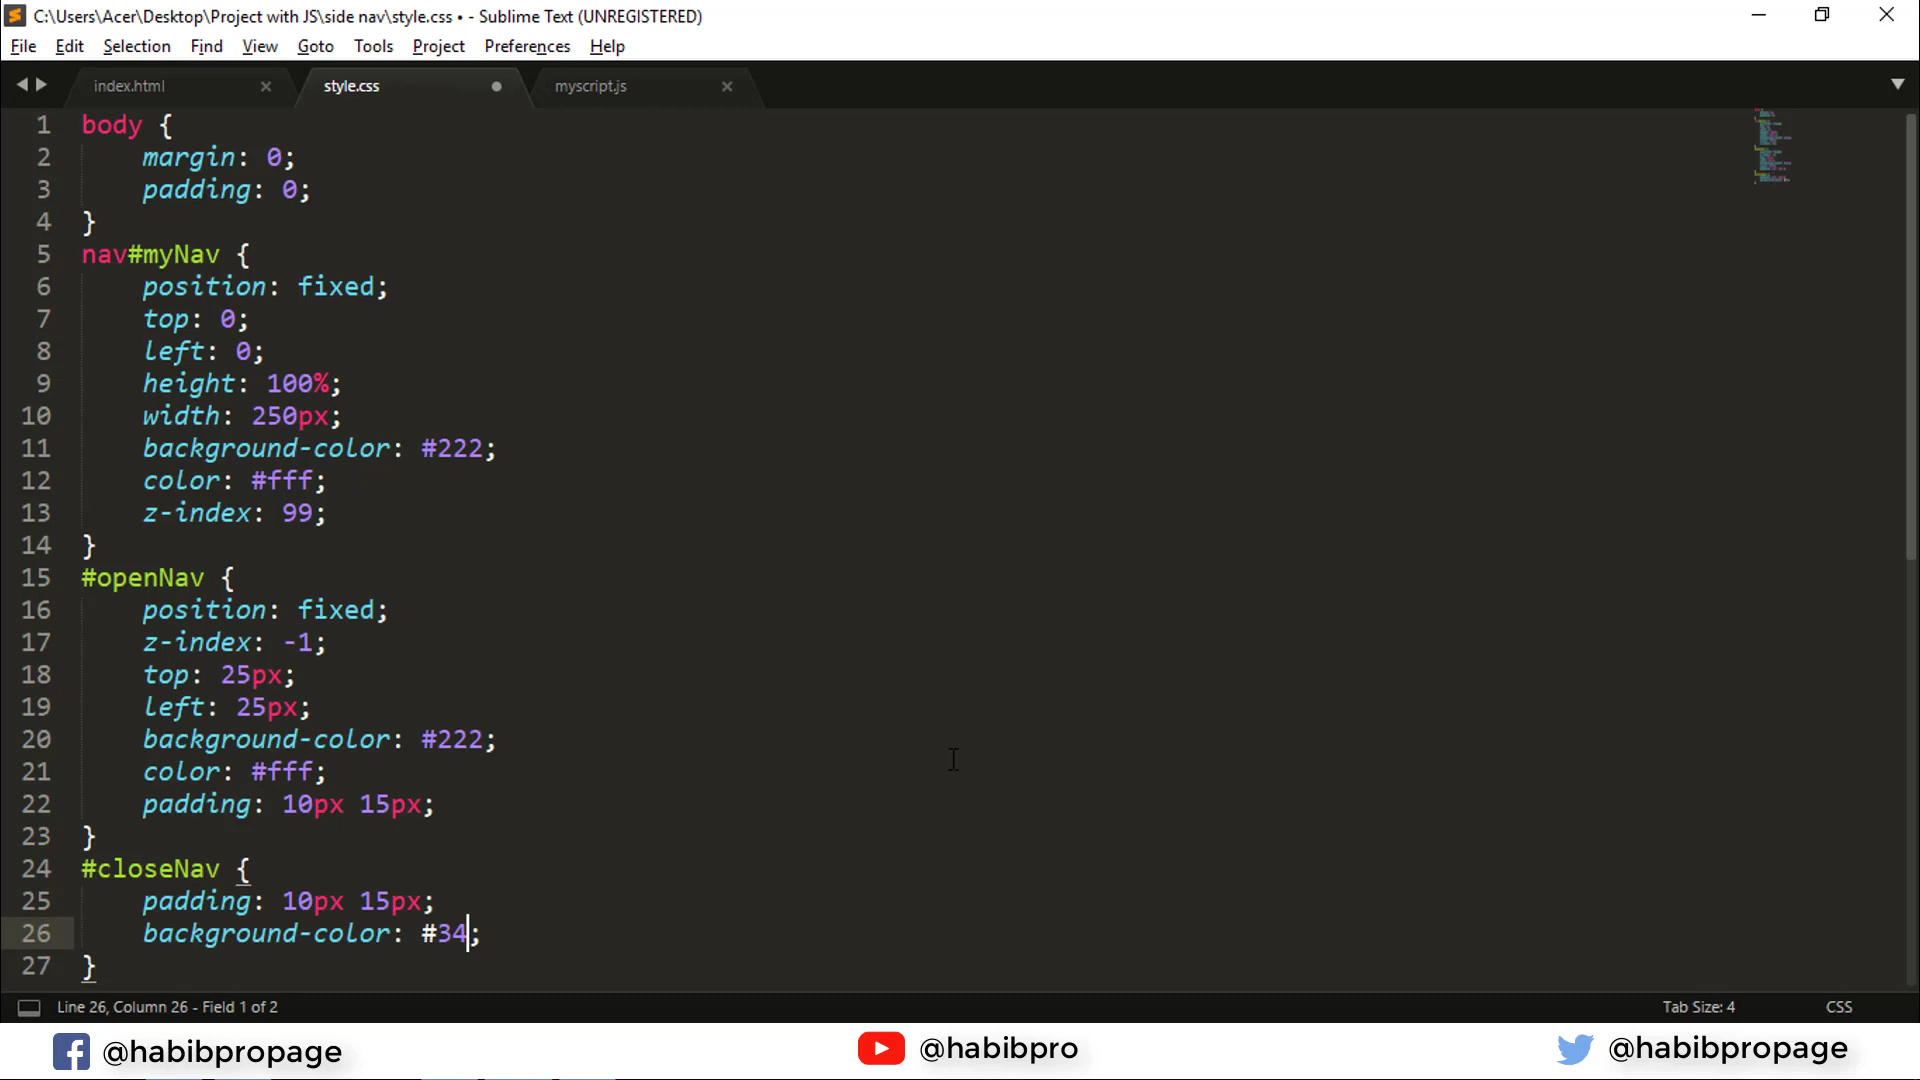 C:\Users\Acer\Desktop\Project with JS\side nav\style.css • - Sublime Text (UNREGISTERED)
File Edit Selection Find View Goto Tools Project Preferences Help
index.html style.css myscript.js
1 body {
2 margin: 0;
3 padding: 0;
4 }
5 nav#myNav {
6 position: fixed;
7 top: 0;
8 left: 0;
9 height: 100%;
10 width: 250px;
11 background-color: #222;
12 color: #fff;
13 z-index: 99;
14 }
15 #openNav {
16 position: fixed;
17 z-index: -1;
18 top: 25px;
19 left: 25px;
20 background-color: #222;
21 color: #fff;
22 padding: 10px 15px;
23 }
24 #closeNav {
25 padding: 10px 15px;
26 background-color: #34;
27 }
Line 26, Column 26 - Field 1 of 2 Tab Size: 4 CSS
@habibpropage @habibpro @habibpropage